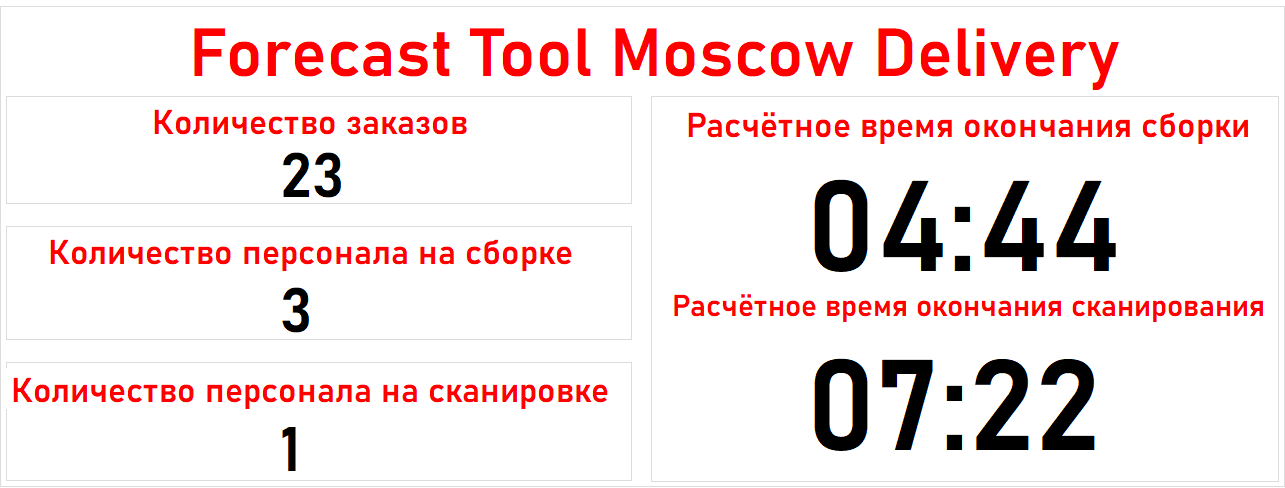 Forecast Tool Moscow Delivery
Количество заказов
23
Количество персонала на сборке
3
Количество персонала на сканировке
1
Расчётное время окончания сборки
04:44
Расчётное время окончания сканирования
07:22